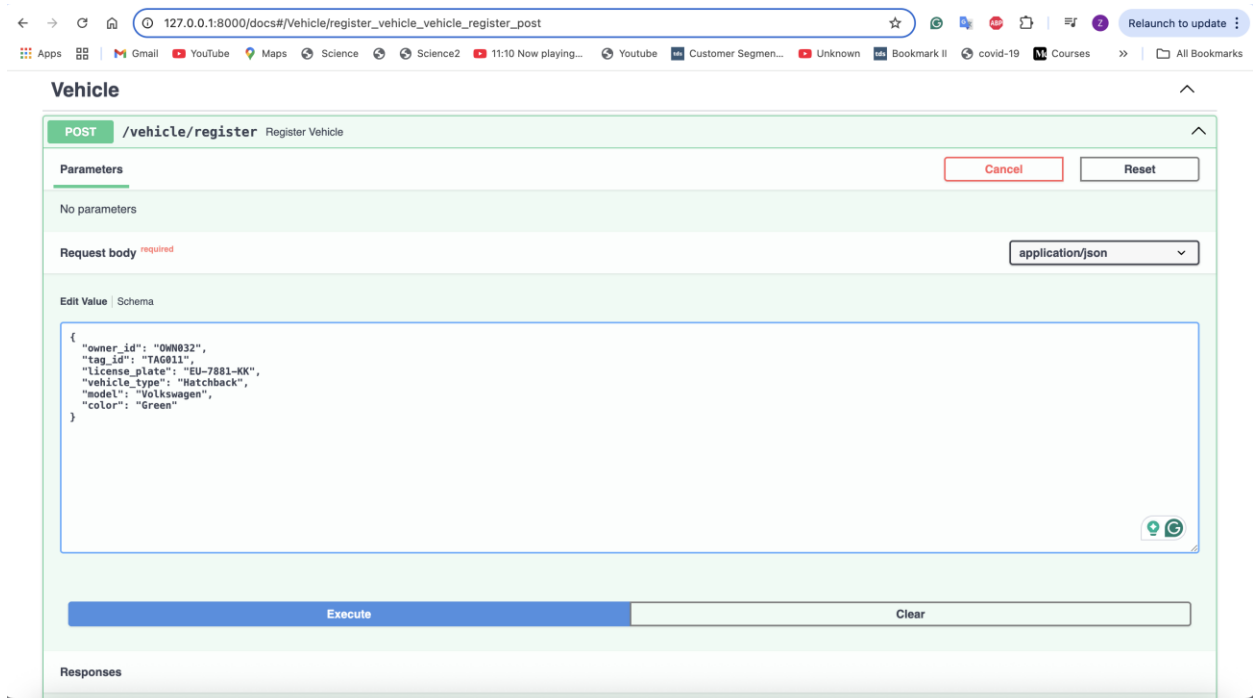 127.0.0.1:8000/docs#/Vehicle/register_vehicle_vehicle_register_post
Z
Relaunch to update
Apps
Gmail
YouTube
Maps
Science
Science2
11:10 Now playing...
Youtube
Customer Segmen...
Unknown
Bookmark II
covid-19
Courses
»
All Bookmarks
Vehicle
POST /vehicle/register Register Vehicle
Parameters
Cancel
Reset
No parameters
Request body required
application/json
Edit Value | Schema
{
"owner_id": "OWN032",
"tag_id": "TAG011",
"license_plate": "EU-7881-KK",
"vehicle_type": "Hatchback",
"model": "Volkswagen",
"color": "Green"
}
Execute
Clear
Responses